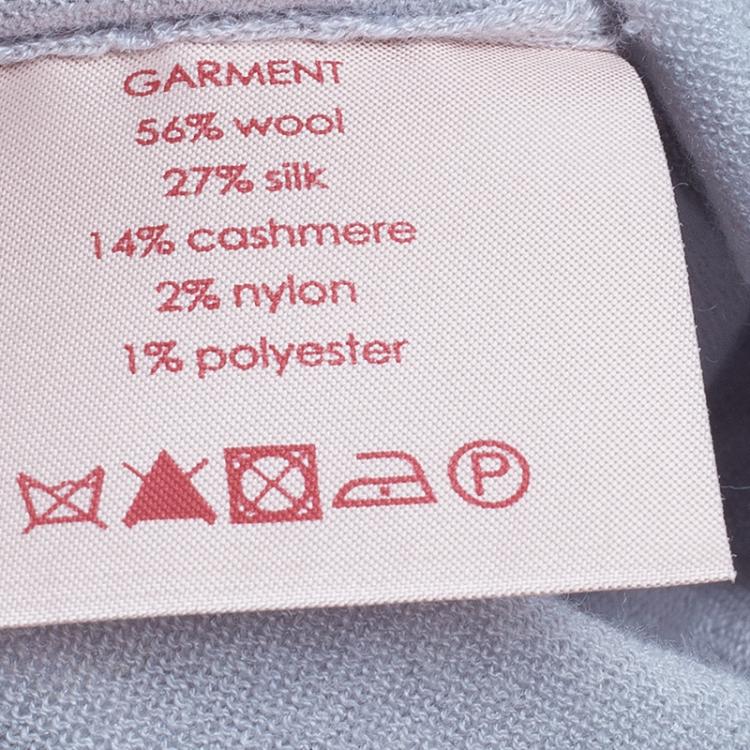 GARMENT
56% wool
27% silk
14% cashmere
2% nylon
1% polyester
P